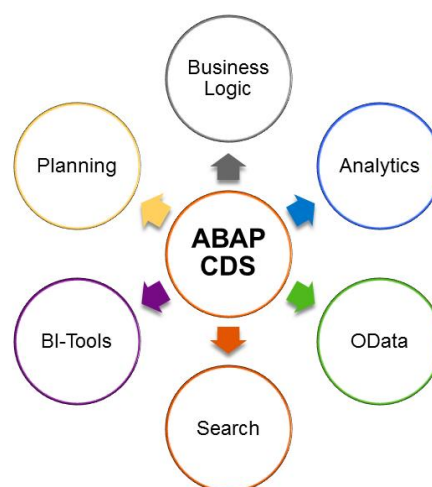 Business
Logic
Planning
Analytics
ABAP
CDS
BI-Tools
OData
Search